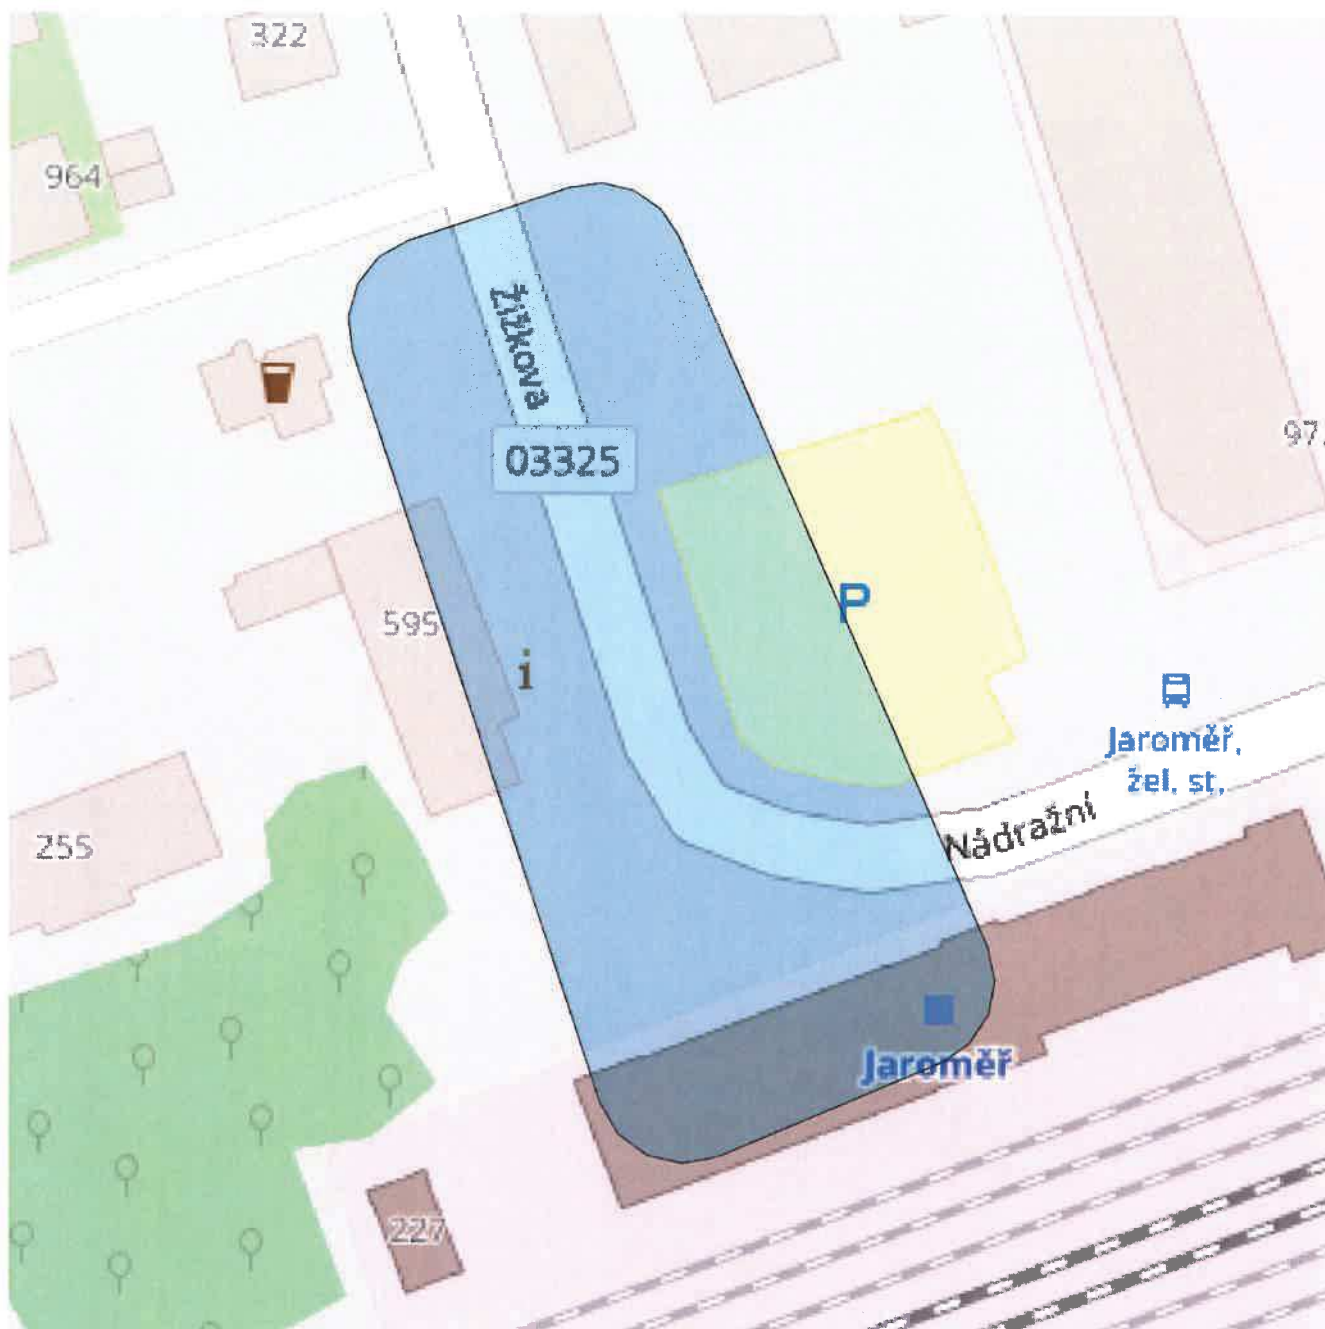 322
964
Žižkova
97.
03325
595
P
i
Jaroměř,
žel. st.
Nádražní
255
Jaroměř
227